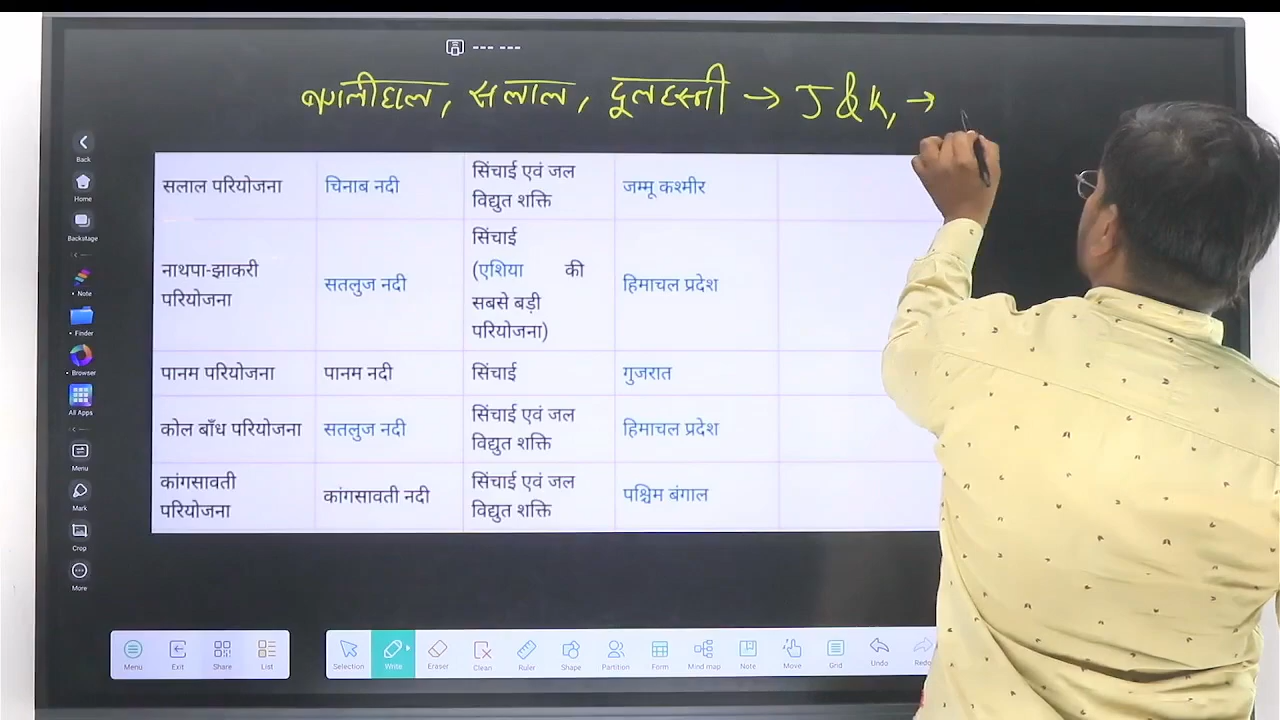 बगलीहाल, सलाल, दूलहस्ती → J & K, →
सलाल परियोजना चिनाब नदी सिंचाई एवं जल विद्युत शक्ति जम्मू कश्मीर
नाथपा-झाकरी परियोजना सतलुज नदी सिंचाई (एशिया की सबसे बड़ी परियोजना) हिमाचल प्रदेश
पानम परियोजना पानम नदी सिंचाई गुजरात
कोल बाँध परियोजना सतलुज नदी सिंचाई एवं जल विद्युत शक्ति हिमाचल प्रदेश
कांगसावती परियोजना कांगसावती नदी सिंचाई एवं जल विद्युत शक्ति पश्चिम बंगाल
Back
Home
Backstage
Note
Finder
Browser
All Apps
Menu
Mark
Crop
More
Menu Exit Share List Selection Write Eraser Clean Ruler Shape Partition Form Mind map Note Move Grid Undo Redo